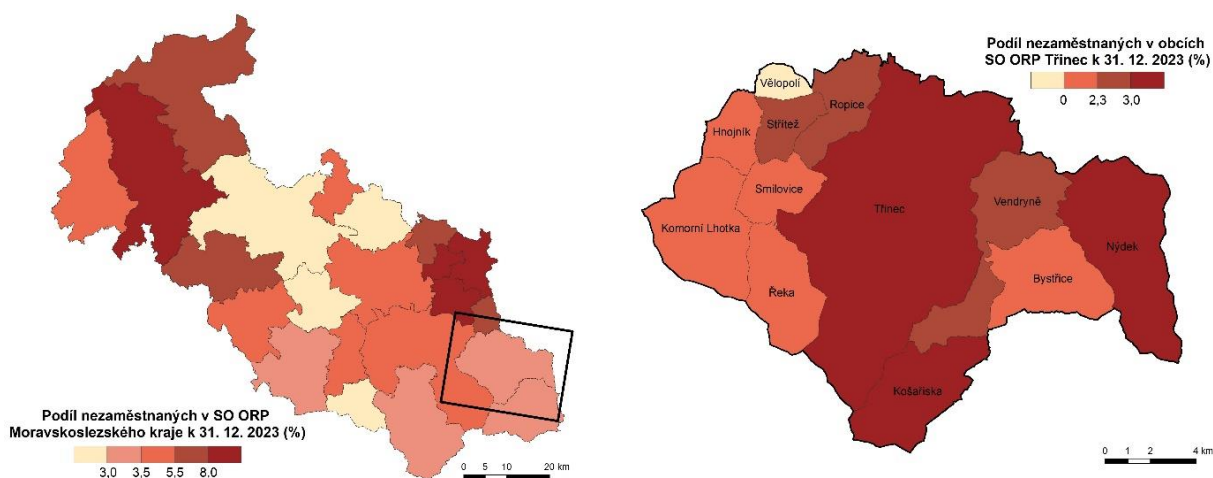 Podíl nezaměstnaných v SO ORP
Moravskoslezského kraje k 31. 12. 2023 (%)
3,0 3,5 5,5 8,0
0 5 10 20 km
Podíl nezaměstnaných v obcích
SO ORP Třinec k 31. 12. 2023 (%)
0 2,3 3,0
Vělopolí
Ropice
Střítež
Hnojník
Smilovice
Vendryně
Třinec
Komorní Lhotka
Nýdek
Bystřice
Řeka
Košařiska
0 1 2 4 km